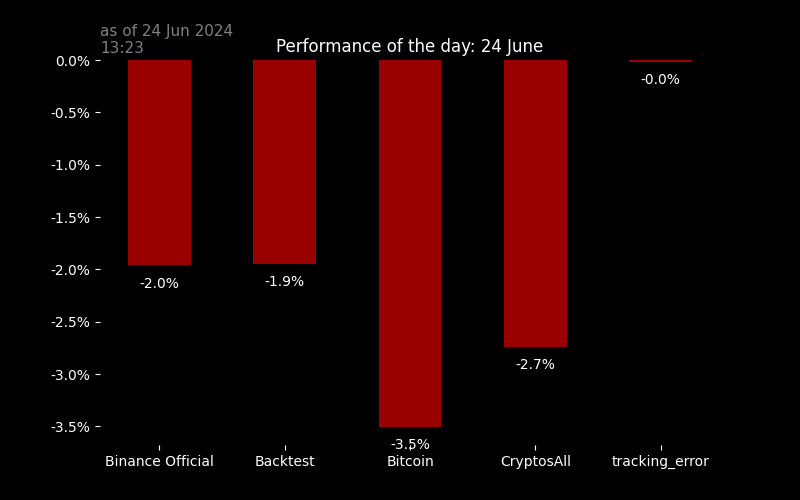 as of 24 Jun 2024
13:23
Performance of the day: 24 June
0.0%
-0.5%
-1.0%
-1.5%
-2.0%
-2.5%
-3.0%
-3.5%
-2.0%
-1.9%
-3.5%
-2.7%
-0.0%
Binance Official
Backtest
Bitcoin
CryptosAll
tracking_error